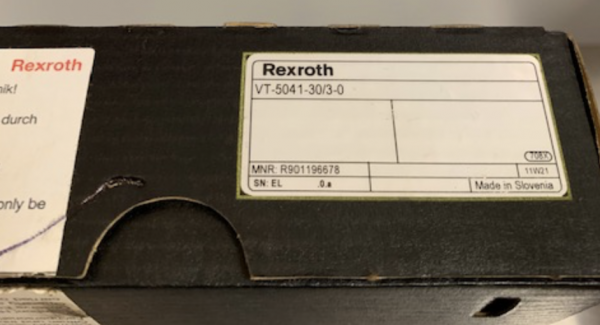 Rexroth
nik!
durch
only be
Rexroth
VT-5041-30/3-0
708X
MNR: R901196678
11W21
SN: EL .0.a
Made in Slovenia